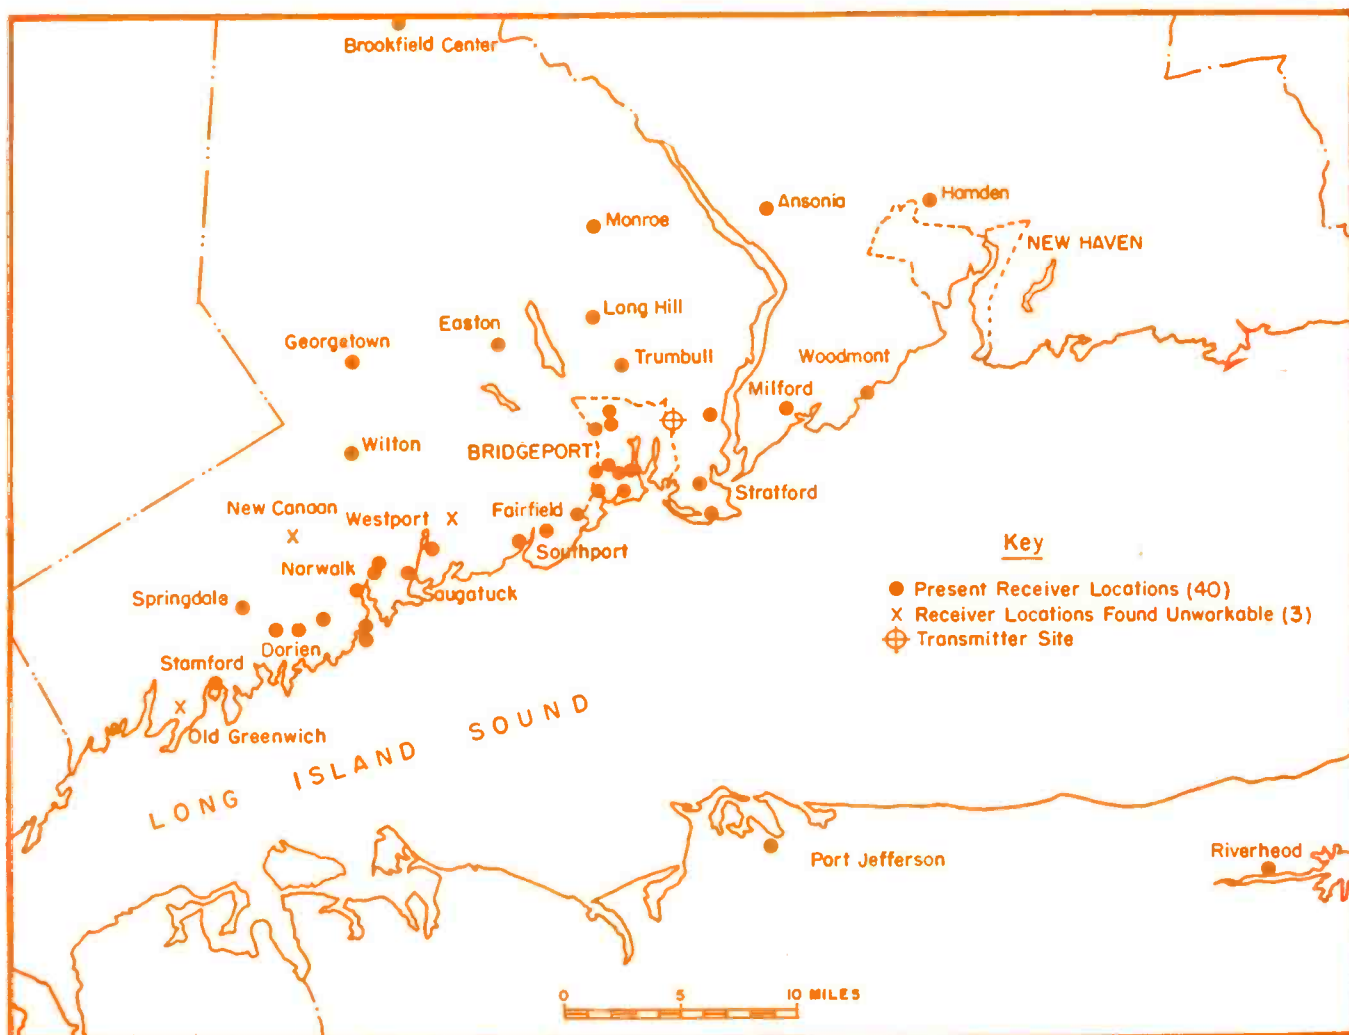 Brookfield Center
Hamden
Ansonia
Monroe
NEW HAVEN
Long Hill
Easton
Georgetown
Trumbull
Woodmont
Milford
Wilton
BRIDGEPORT
Stratford
New Canaan
Westport
Fairfield
Southport
Norwalk
Saugatuck
Springdale
Darien
Stamford
Old Greenwich
Key
Present Receiver Locations (40)
X Receiver Locations Found Unworkable (3)
Transmitter Site
LONG ISLAND SOUND
Port Jefferson
Riverhead
0 5 10 MILES